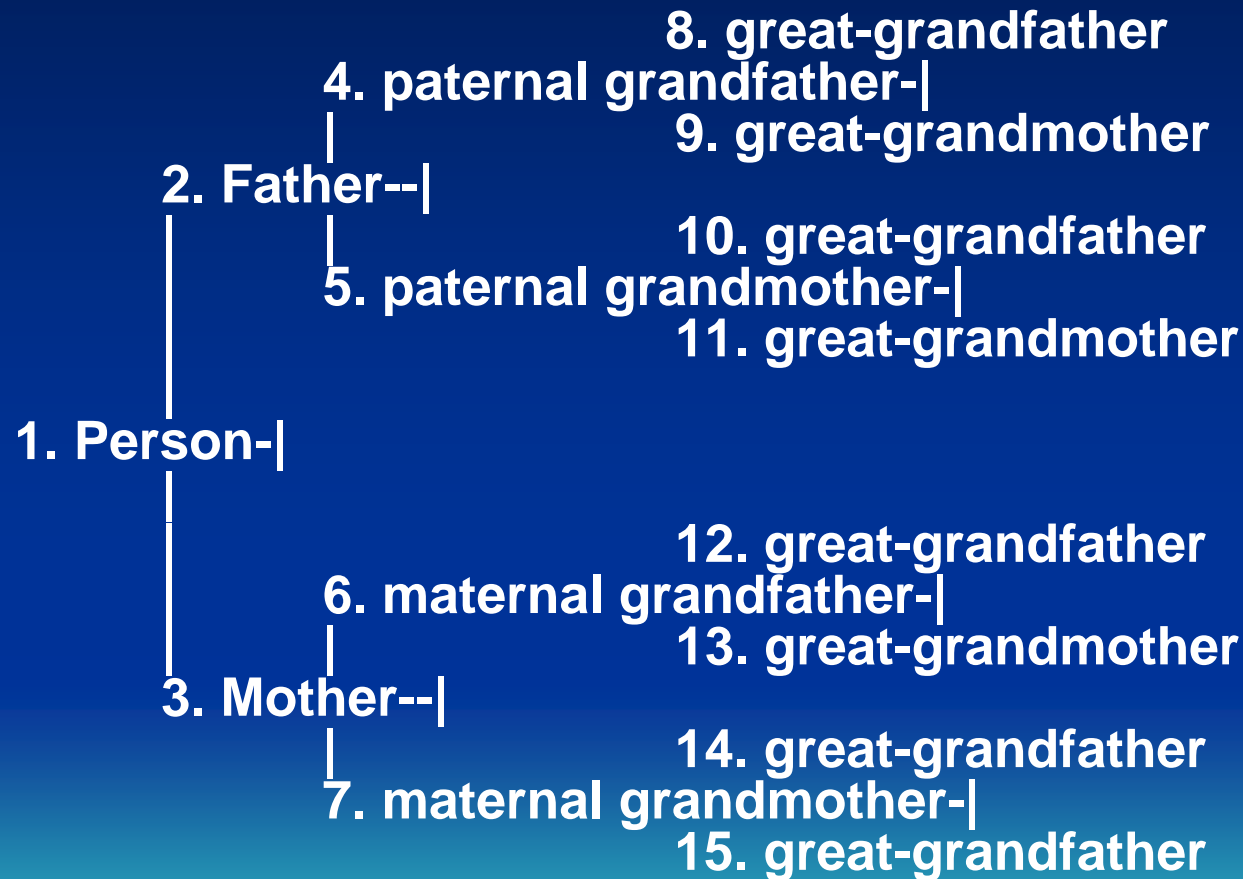 8. great-grandfather
4. paternal grandfather-|
9. great-grandmother
2. Father--|
10. great-grandfather
5. paternal grandmother-|
11. great-grandmother
1. Person-|
12. great-grandfather
6. maternal grandfather-|
13. great-grandmother
3. Mother--|
14. great-grandfather
7. maternal grandmother-|
15. great-grandfather